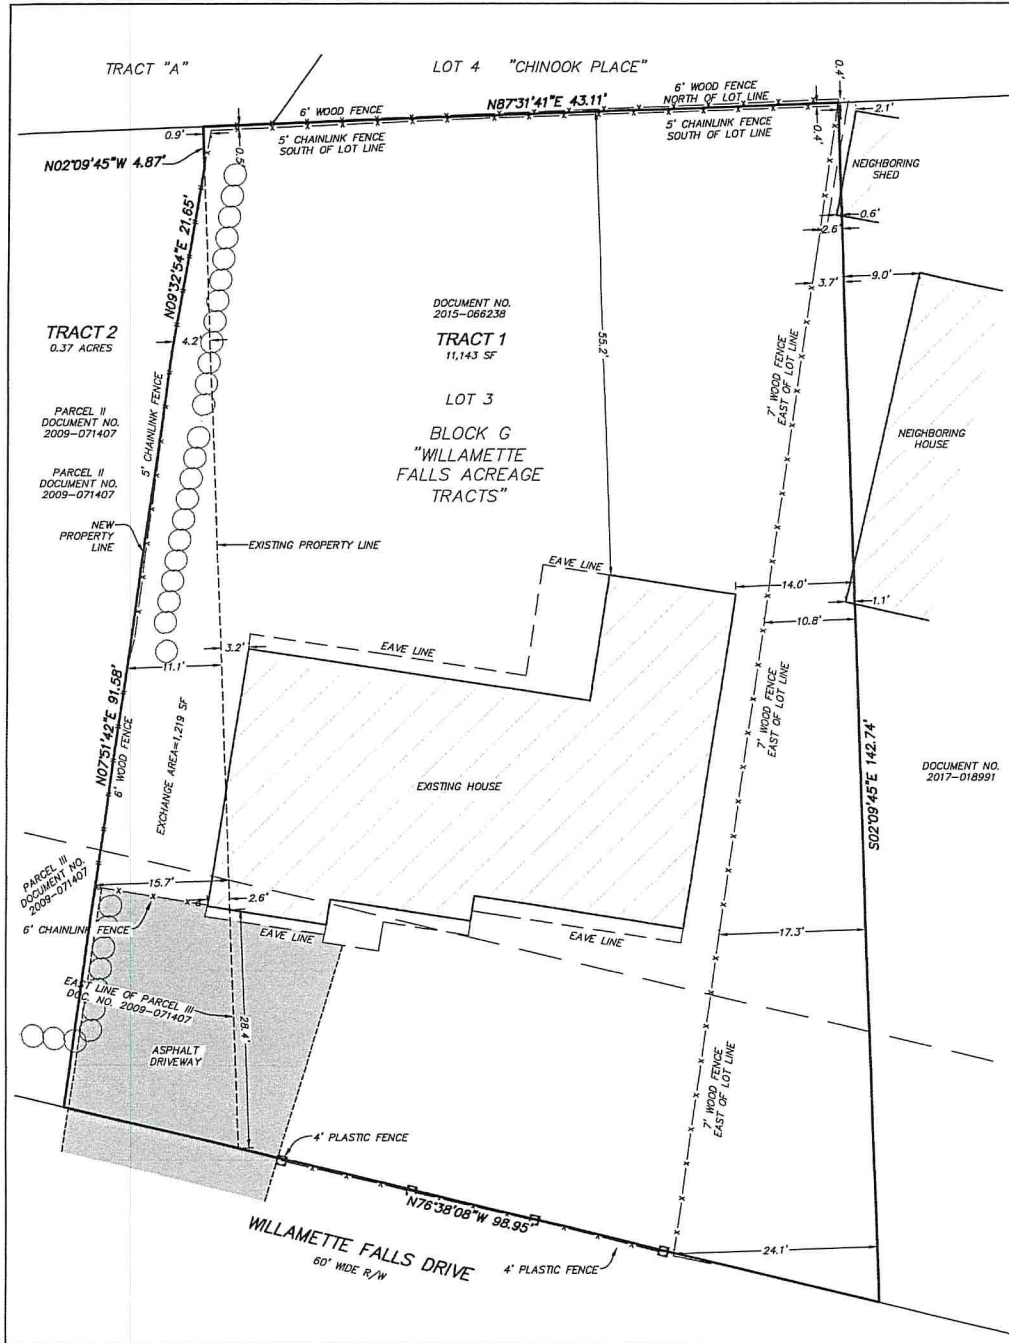 TRACT "A"
LOT 4 "CHINOOK PLACE"
0.4'
6' WOOD FENCE
N87°31'41"E 43.11'
6' WOOD FENCE
NORTH OF LOT LINE
2.1'
0.9'
5' CHAINLINK FENCE
SOUTH OF LOT LINE
5' CHAINLINK FENCE
SOUTH OF LOT LINE
0.4'
0.5'
N02°09'45"W 4.87'
NEIGHBORING
SHED
0.6'
2.6'
N09°32'54"E 21.65'
3.7'
9.0'
DOCUMENT NO.
2015-066238
TRACT 1
11,143 SF
TRACT 2
0.37 ACRES
4.2'
55.2'
LOT 3
BLOCK G
"WILLAMETTE
FALLS ACREAGE
TRACTS"
7' WOOD FENCE
EAST OF LOT LINE
NEIGHBORING
HOUSE
5' CHAINLINK FENCE
PARCEL II
DOCUMENT NO.
2009-071407
PARCEL II
DOCUMENT NO.
2009-071407
NEW
PROPERTY
LINE
EXISTING PROPERTY LINE
EAVE LINE
14.0'
1.1'
10.8'
3.2'
EAVE LINE
11.1'
N07°51'42"E 91.58'
6' WOOD FENCE
EXCHANGE AREA=1,219 SF
7' WOOD FENCE
EAST OF LOT LINE
S02°09'45"E 142.74'
EXISTING HOUSE
DOCUMENT NO.
2017-018991
PARCEL III
DOCUMENT NO.
2009-071407
15.7'
2.6'
6' CHAINLINK FENCE
EAVE LINE
EAVE LINE
17.3'
EAST LINE OF PARCEL III
DOC. NO. 2009-071407
28.4'
ASPHALT
DRIVEWAY
7' WOOD FENCE
EAST OF LOT LINE
4' PLASTIC FENCE
N76°38'08"W 98.95'
WILLAMETTE FALLS DRIVE
60' WIDE R/W
4' PLASTIC FENCE
24.1'